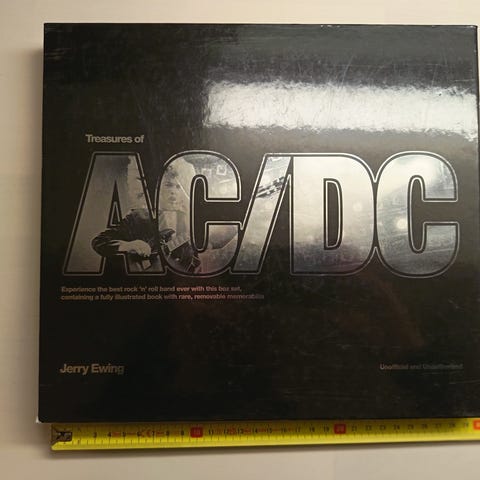 Treasures of
AC/DC
Experience the best rock 'n' roll band ever with this box set,
containing a fully illustrated book with rare, removable memorabilia
Jerry Ewing
Unofficial and Unauthorised